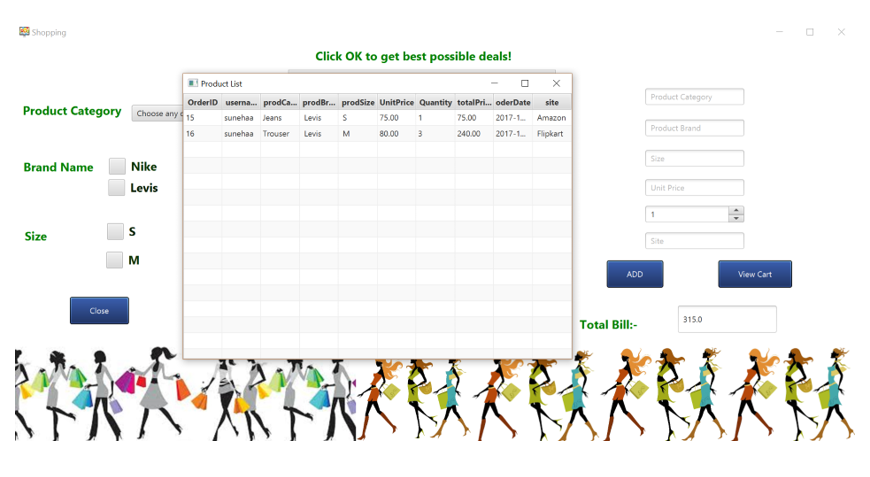 Shopping
Click OK to get best possible deals!
Product List
OrderID userna... prodCa... prodBr... prodSize UnitPrice Quantity totalPri... oderDate site
15 sunehaa Jeans Levis S 75.00 1 75.00 2017-1... Amazon
16 sunehaa Trouser Levis M 80.00 3 240.00 2017-1... Flipkart
Product Category
Choose any
Brand Name
Nike
Levis
Size
S
M
Close
Product Category
Product Brand
Size
Unit Price
1
Site
ADD
View Cart
Total Bill:-
315.0